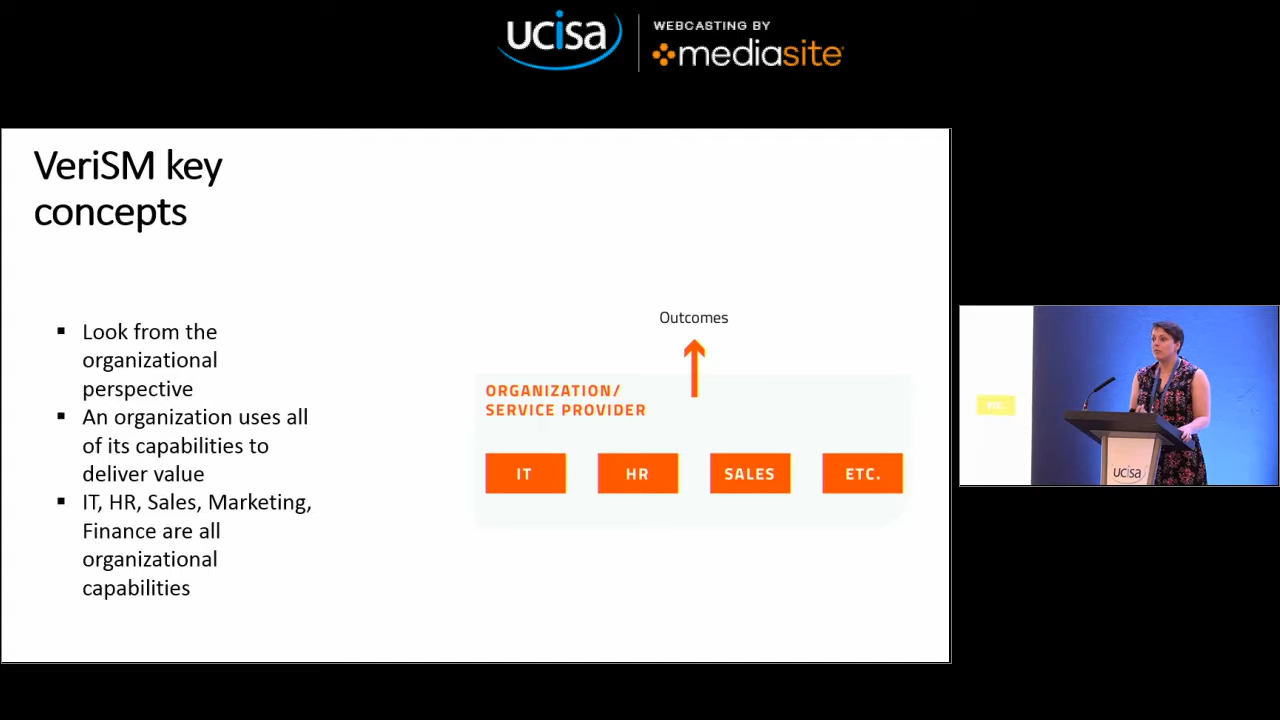 ucisa
WEBCASTING BY
mediasite
VeriSM key
concepts
▪ Look from the
organizational
perspective
▪ An organization uses all
of its capabilities to
deliver value
▪ IT, HR, Sales, Marketing,
Finance are all
organizational
capabilities
Outcomes
ORGANIZATION/
SERVICE PROVIDER
IT
HR
SALES
ETC.
ucisa